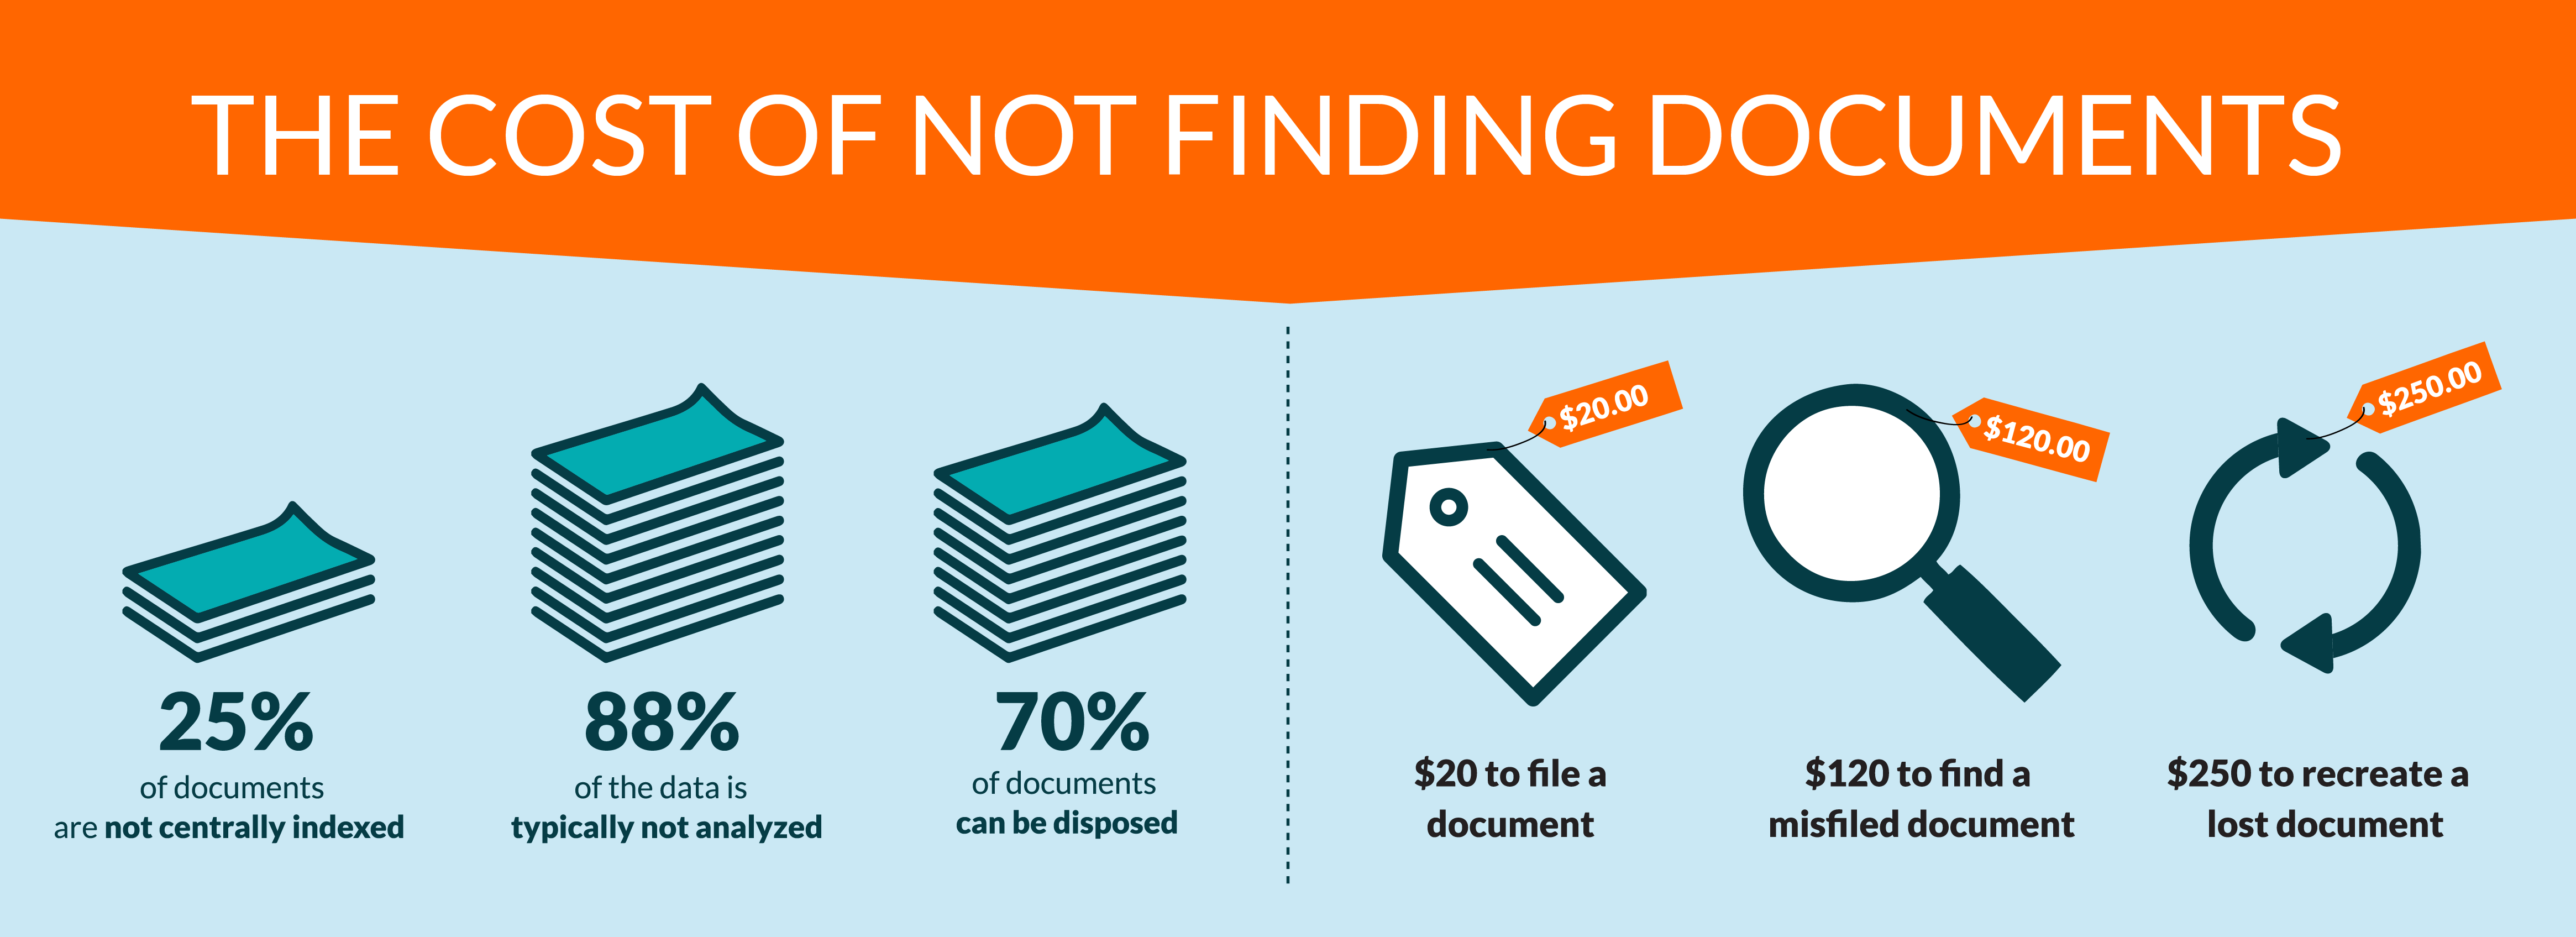 THE COST OF NOT FINDING DOCUMENTS
25%
of documents
are not centrally indexed
88%
of the data is
typically not analyzed
70%
of documents
can be disposed
$20.00
$20 to file a
document
$120.00
$120 to find a
misfiled document
$250.00
$250 to recreate a
lost document